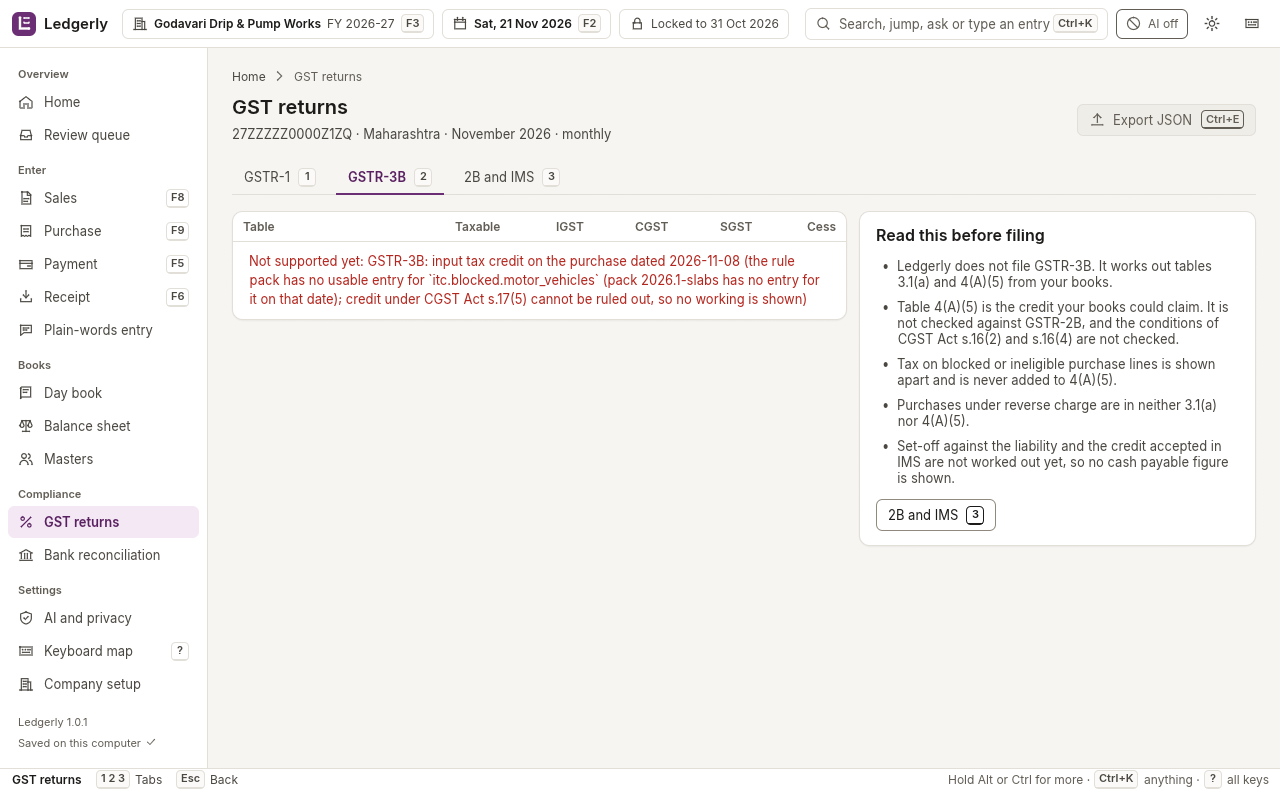 Ledgerly
Godavari Drip & Pump Works FY 2026-27 F3
Sat, 21 Nov 2026 F2
Locked to 31 Oct 2026
Search, jump, ask or type an entry Ctrl+K
AI off
Overview
Home
Review queue
Enter
Sales F8
Purchase F9
Payment F5
Receipt F6
Plain-words entry
Books
Day book
Balance sheet
Masters
Compliance
GST returns
Bank reconciliation
Settings
AI and privacy
Keyboard map ?
Company setup
Ledgerly 1.0.1
Saved on this computer
Home GST returns
GST returns
27ZZZZZ0000Z1ZQ · Maharashtra · November 2026 · monthly
Export JSON Ctrl+E
GSTR-1 1 GSTR-3B 2 2B and IMS 3
Table Taxable IGST CGST SGST Cess
Not supported yet: GSTR-3B: input tax credit on the purchase dated 2026-11-08 (the rule
pack has no usable entry for `itc.blocked.motor_vehicles` (pack 2026.1-slabs has no entry for
it on that date); credit under CGST Act s.17(5) cannot be ruled out, so no working is shown)
Read this before filing
• Ledgerly does not file GSTR-3B. It works out tables
3.1(a) and 4(A)(5) from your books.
• Table 4(A)(5) is the credit your books could claim. It is
not checked against GSTR-2B, and the conditions of
CGST Act s.16(2) and s.16(4) are not checked.
• Tax on blocked or ineligible purchase lines is shown
apart and is never added to 4(A)(5).
• Purchases under reverse charge are in neither 3.1(a)
nor 4(A)(5).
• Set-off against the liability and the credit accepted in
IMS are not worked out yet, so no cash payable figure
is shown.
2B and IMS 3
GST returns 1 2 3 Tabs Esc Back
Hold Alt or Ctrl for more · Ctrl+K anything · ? all keys